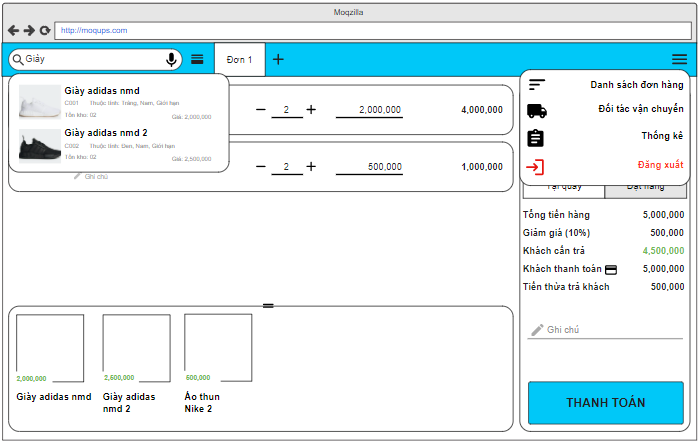 Moqzilla
http://moqups.com
Giày
Đơn 1
Giày adidas nmd
C001 Thuộc tính: Trắng, Nam, Giới hạn
Tồn kho: 02 Giá: 2,000,000
Giày adidas nmd 2
C002 Thuộc tính: Đen, Nam, Giới hạn
Tồn kho: 02 Giá: 2,500,000
2 2,000,000 4,000,000
2 500,000 1,000,000
Ghi chú
Danh sách đơn hàng
Đối tác vận chuyển
Thống kê
Đăng xuất
Tại quầy Đặt hàng
Tổng tiền hàng 5,000,000
Giảm giá (10%) 500,000
Khách cần trả 4,500,000
Khách thanh toán 5,000,000
Tiền thừa trả khách 500,000
Ghi chú
THANH TOÁN
2,000,000
Giày adidas nmd
2,500,000
Giày adidas
nmd 2
500,000
Áo thun
Nike 2